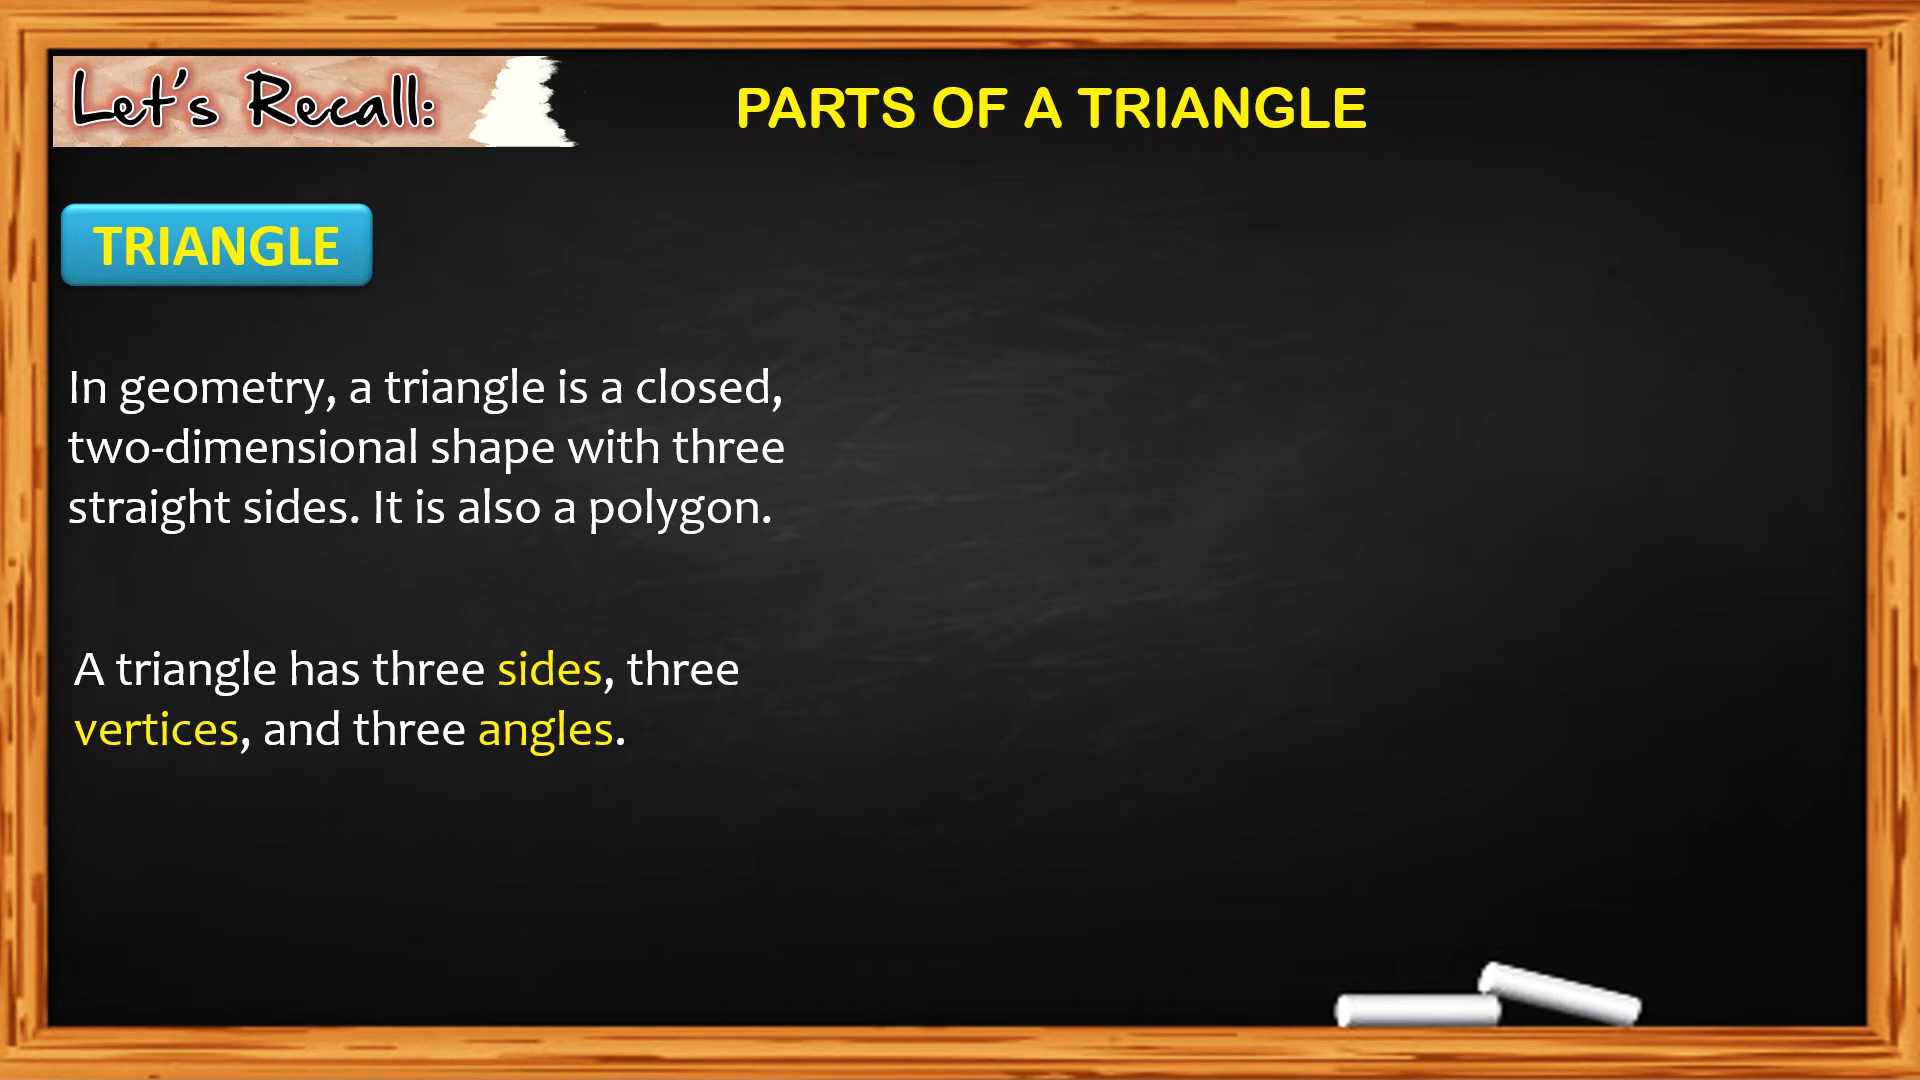 Let's Recall:
PARTS OF A TRIANGLE
TRIANGLE
In geometry, a triangle is a closed,
two-dimensional shape with three
straight sides. It is also a polygon.
A triangle has three sides, three
vertices, and three angles.